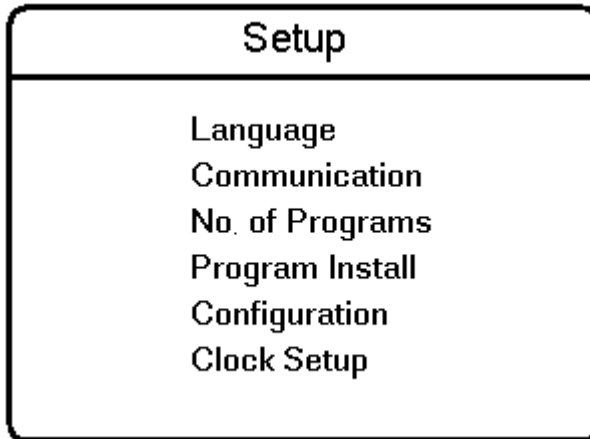 Setup
Language
Communication
No. of Programs
Program Install
Configuration
Clock Setup